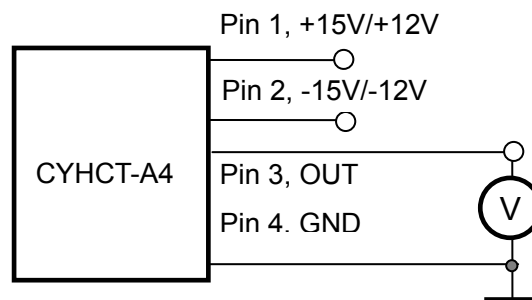 Pin 1, +15V/+12V
Pin 2, -15V/-12V
CYHCT-A4
Pin 3, OUT
V
Pin 4. GND